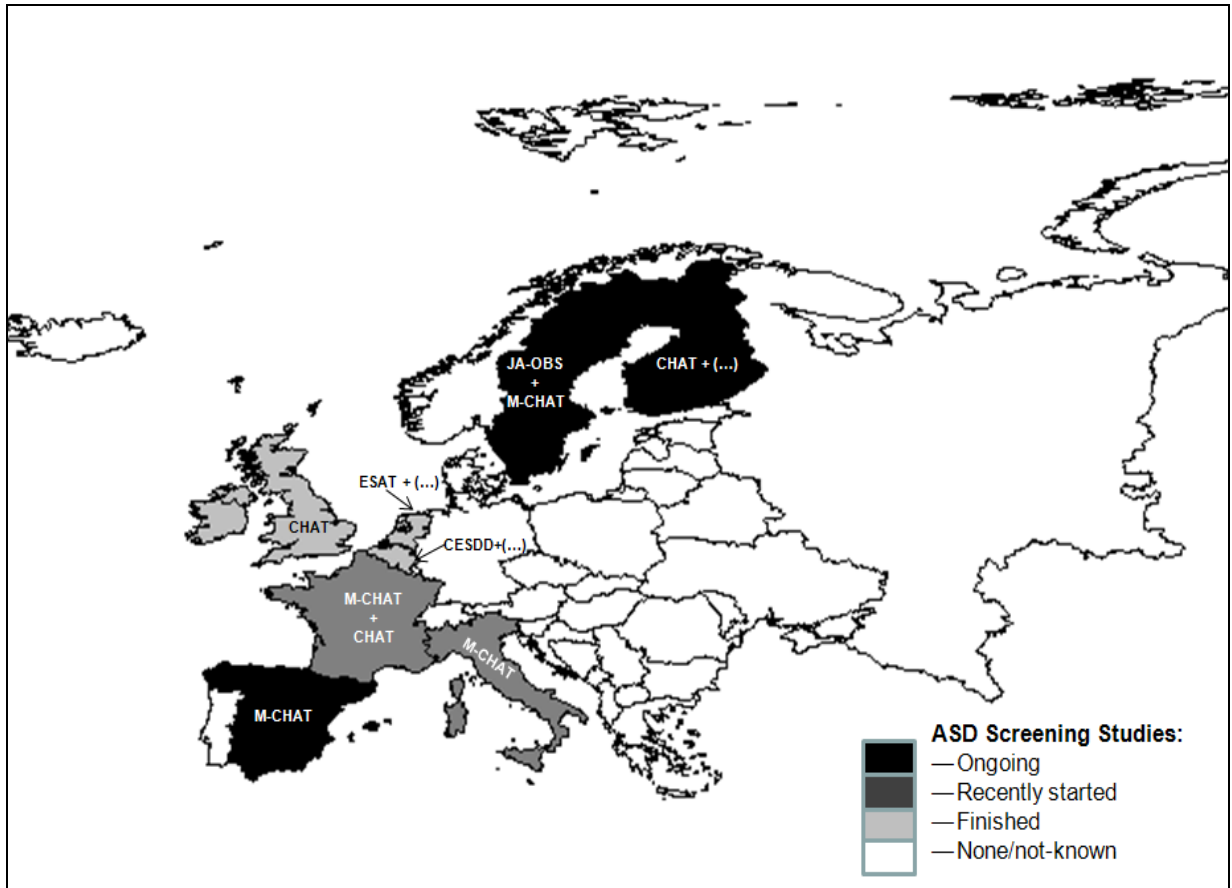 JA-OBS
+
M-CHAT
CHAT + (...)
ESAT + (...)
CHAT
CESDD+(...)
M-CHAT
+
CHAT
M-CHAT
M-CHAT
ASD Screening Studies:
—Ongoing
—Recently started
—Finished
—None/not-known